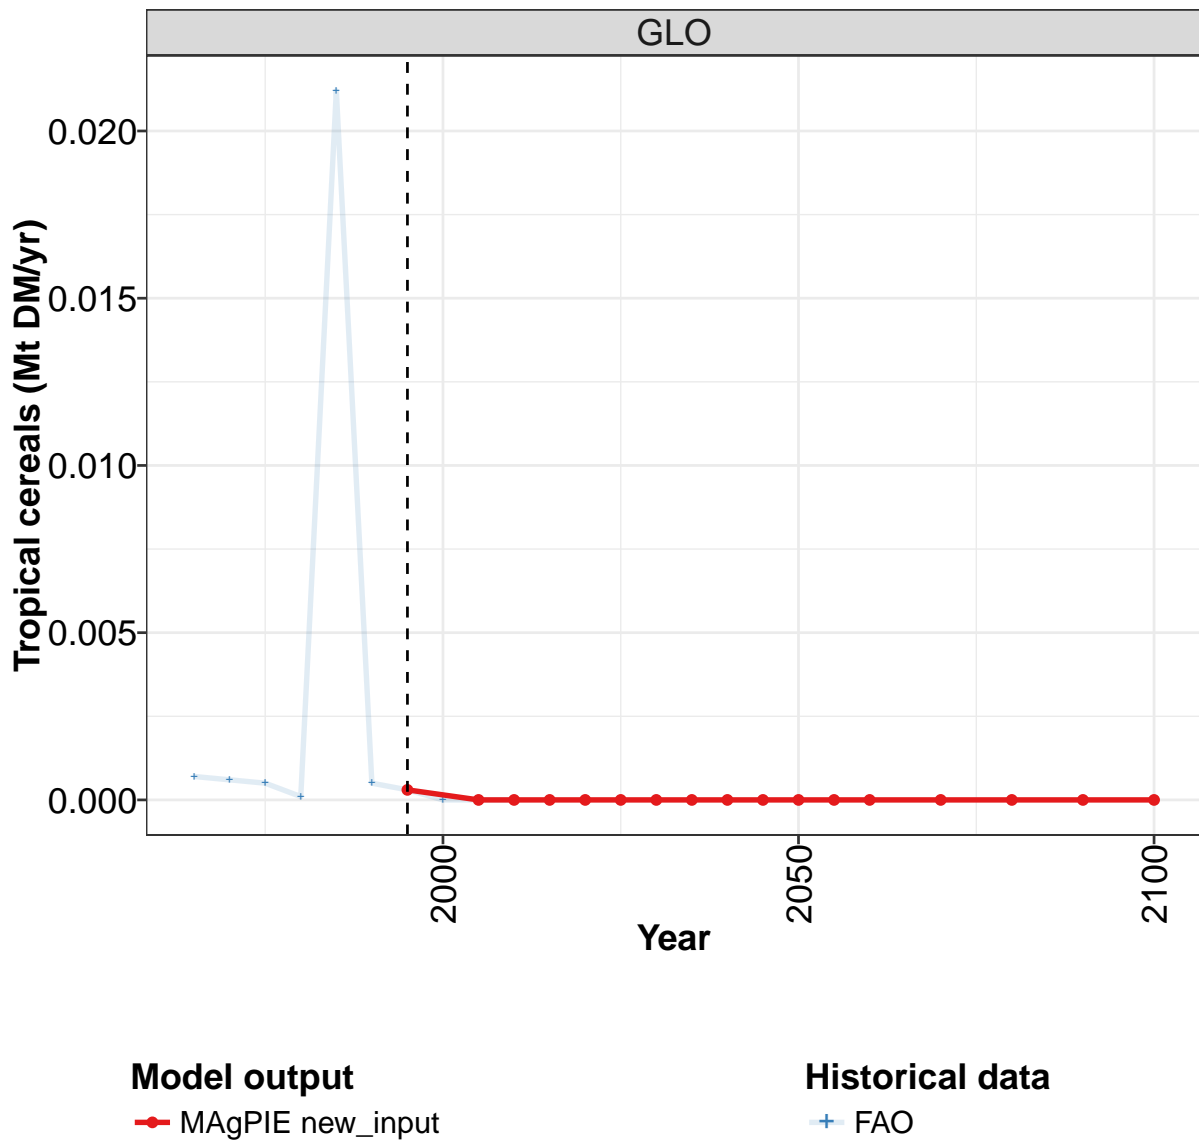 GLO
Tropical cereals (Mt DM/yr)
0.020
0.015
0.010
0.005
0.000
2000
2050
2100
Year
Model output
MAgPIE new_input
Historical data
FAO